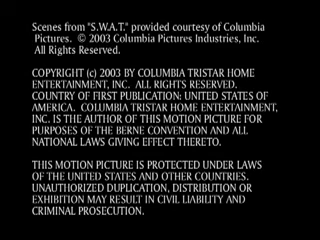 Scenes from "S.W.A.T." provided courtesy of Columbia
Pictures. © 2003 Columbia Pictures Industries, Inc.
All Rights Reserved.
COPYRIGHT (c) 2003 BY COLUMBIA TRISTAR HOME
ENTERTAINMENT, INC. ALL RIGHTS RESERVED.
COUNTRY OF FIRST PUBLICATION: UNITED STATES OF
AMERICA. COLUMBIA TRISTAR HOME ENTERTAINMENT,
INC. IS THE AUTHOR OF THIS MOTION PICTURE FOR
PURPOSES OF THE BERNE CONVENTION AND ALL
NATIONAL LAWS GIVING EFFECT THERETO.
THIS MOTION PICTURE IS PROTECTED UNDER LAWS
OF THE UNITED STATES AND OTHER COUNTRIES.
UNAUTHORIZED DUPLICATION, DISTRIBUTION OR
EXHIBITION MAY RESULT IN CIVIL LIABILITY AND
CRIMINAL PROSECUTION.